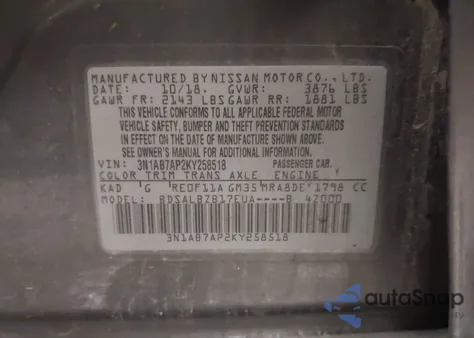 MANUFACTURED BY NISSAN MOTOR CO., LTD.
DATE: 10/18. GVWR: 3876 LBS
GAWR FR: 2143 LBS GAWR RR: 1881 LBS
THIS VEHICLE CONFORMS TO ALL APPLICABLE FEDERAL MOTOR
VEHICLE SAFETY, BUMPER AND THEFT PREVENTION STANDARDS
IN EFFECT ON THE DATE OF MANUFACTURE SHOWN ABOVE.
SEE OWNER'S MANUAL FOR ADDITIONAL INFORMATION.
VIN: 3N1AB7AP2KY258518 PASSENGER CAR.
COLOR TRIM TRANS AXLE ENGINE
KAD G RE0F11A GM35 MRA8DE 1798 CC
MODEL: BDSALBZB17EUA----B 42000
3N1AB7AP2KY258518
autoSnap